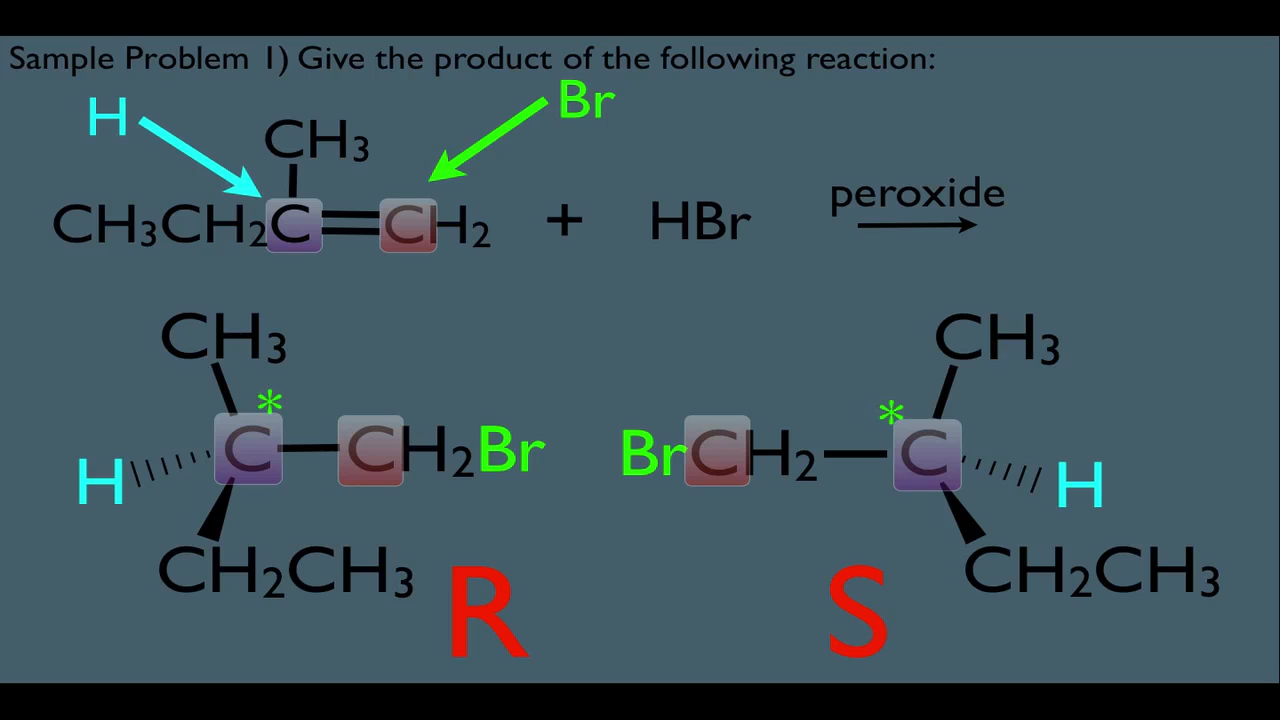 Sample Problem 1) Give the product of the following reaction:
H Br
CH₃
CH₃CH₂C=CH₂ + HBr peroxide
CH₃ CH₃
* *
H C CH₂Br BrCH₂ C H
CH₂CH₃ CH₂CH₃
R S